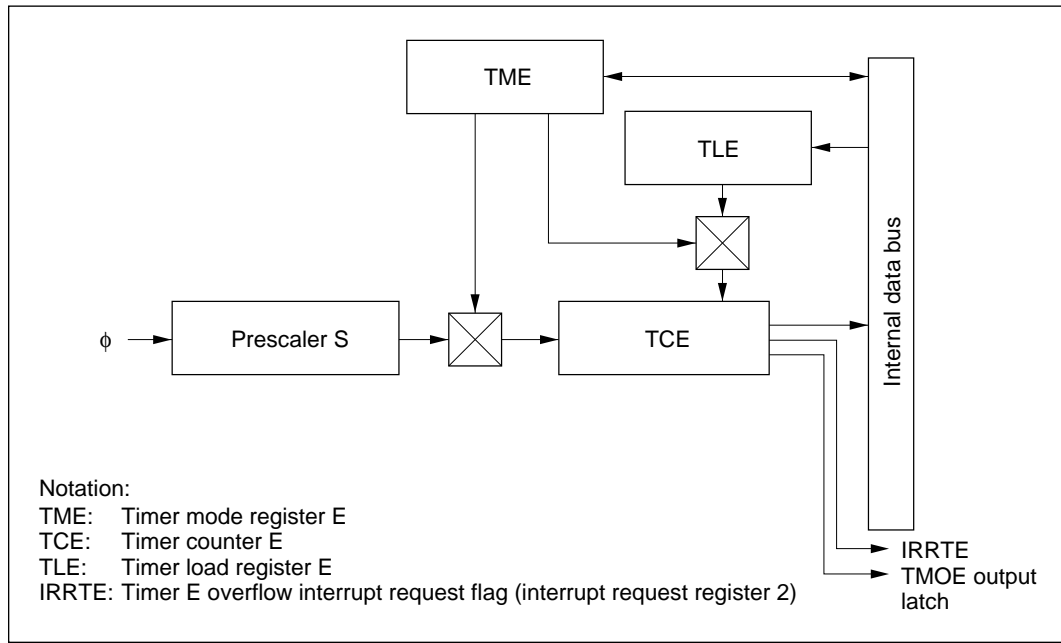 TME
TLE
Internal data bus
ϕ
Prescaler S
TCE
Notation:
TME: Timer mode register E
TCE: Timer counter E
TLE: Timer load register E
IRRTE: Timer E overflow interrupt request flag (interrupt request register 2)
IRRTE
TMOE output
latch